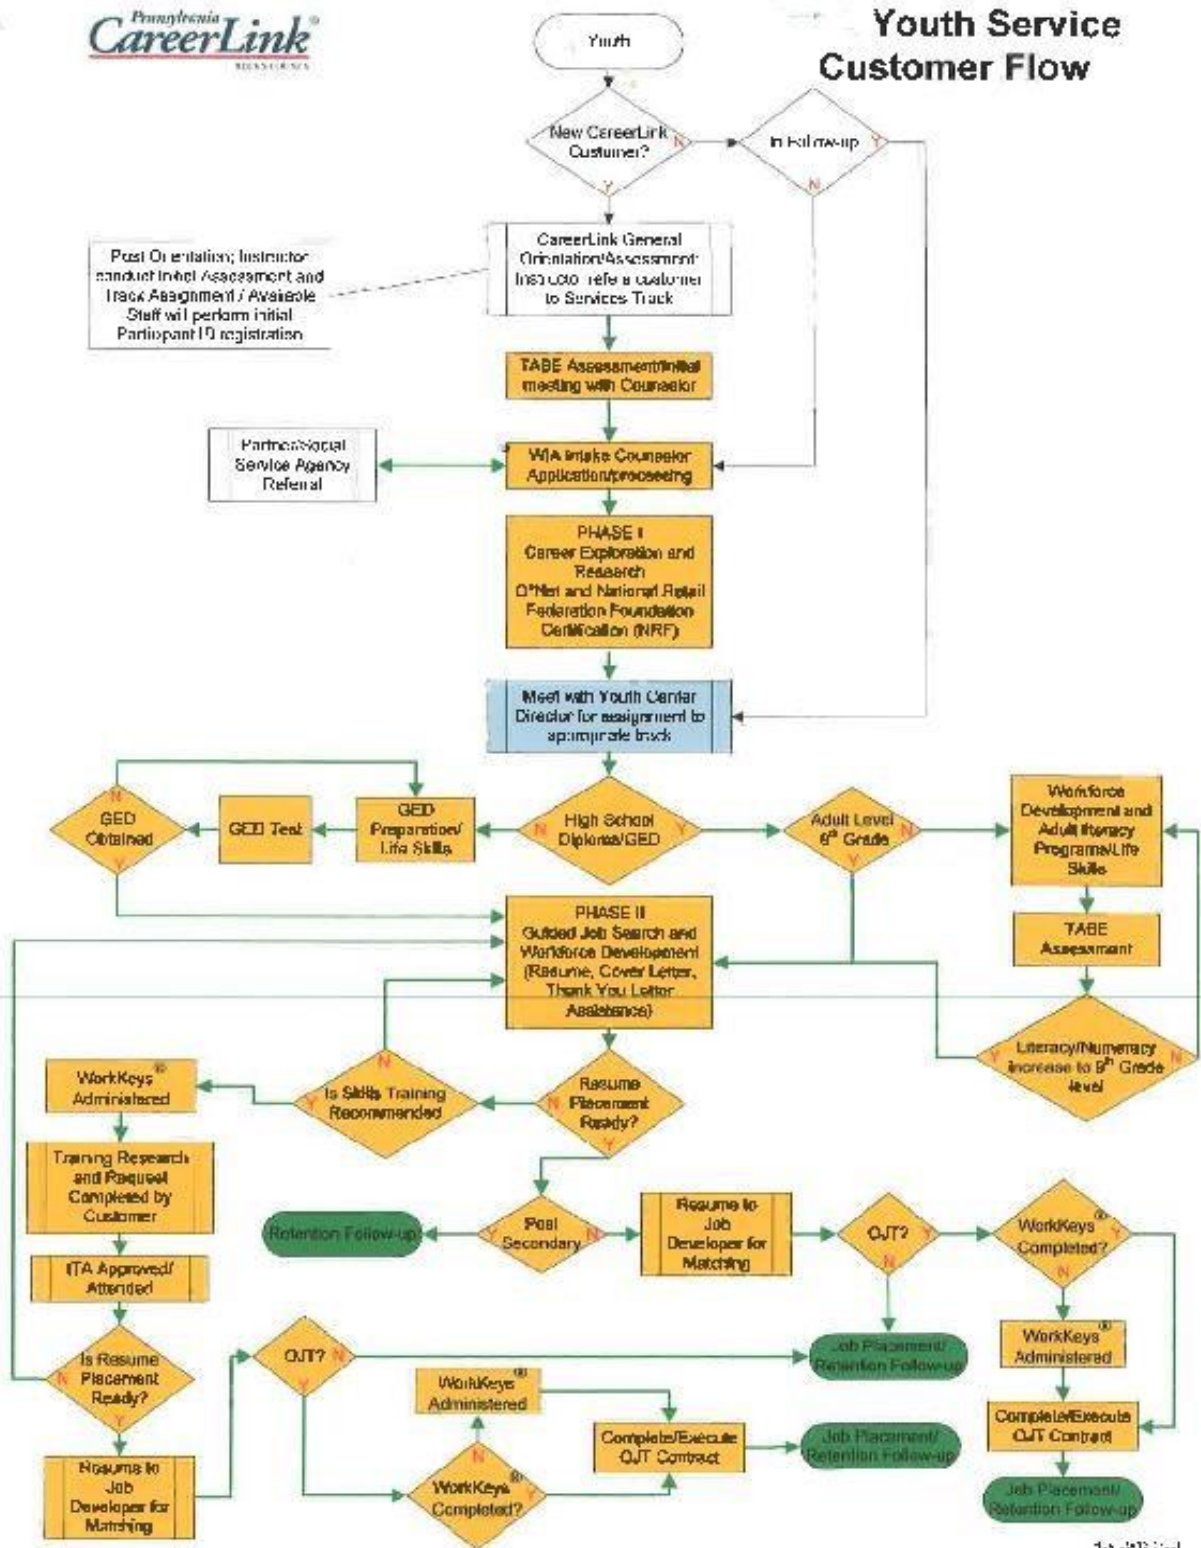 Pennsylvania
CareerLink®
BERKS COUNTY
Youth Service
Customer Flow
Youth
New CareerLink
Customer?
N
Y
In Follow-up
Y
N
CareerLink General
Orientation/Assessment:
Instructor refers customer
to Services Track
Post Orientation; Instructor
conduct Initial Assessment and
Track Assignment / Available
Staff will perform initial
Participant ID registration
TABE Assessment/Initial
meeting with Counselor
Partner/Social
Service Agency
Referral
WIA Intake Counselor
Application/processing
PHASE I
Career Exploration and
Research
O*Net and National Retail
Federation Foundation
Certification (NRF)
Meet with Youth Center
Director for assignment to
appropriate track
N
GED
Obtained
Y
GED Test
GED
Preparation/
Life Skills
N
High School
Diploma/GED
Y
Adult Level
Grade
N
Y
Workforce
Development and
Adult literacy
Programs/Life
Skills
TABE
Assessment
PHASE II
Guided Job Search and
Workforce Development
(Resume, Cover Letter,
Thank You Letter
Assistance)
Y
Literacy/Numeracy
increase to 9th Grade
level
N
WorkKeys®
Administered
N
Is Skills Training
Recommended
Y
Resume
Placement
Ready?
N
Y
Training Research
and Request
Completed by
Customer
Retention Follow-up
Y
Post
Secondary
N
Resume to
Job
Developer for
Matching
OJT?
Y
N
WorkKeys®
Completed?
Y
N
ITA Approved/
Attended
Is Resume
Placement
Ready?
N
Y
OJT?
N
Y
Job Placement/
Retention Follow-up
WorkKeys®
Administered
WorkKeys®
Administered
Complete/Execute
OJT Contract
Complete/Execute
OJT Contract
Job Placement/
Retention Follow-up
Resume to
Job
Developer for
Matching
N
WorkKeys®
Completed?
Y
Job Placement/
Retention Follow-up